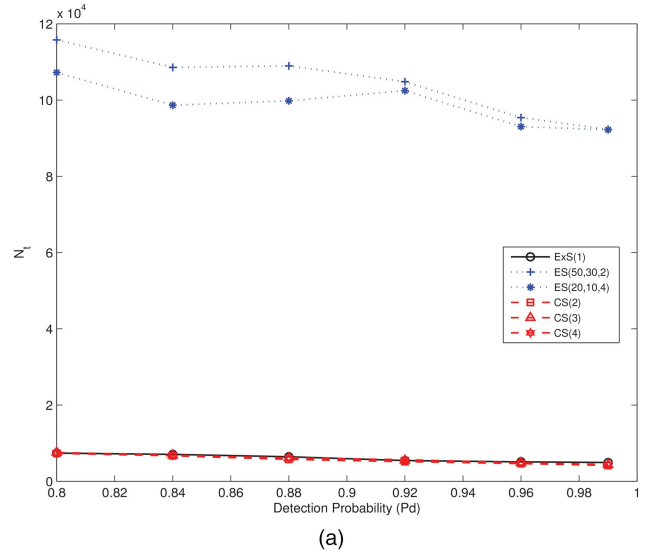 x 10⁴
12
10
8
6
4
2
0
N_t
ExS(1)
ES(50,30,2)
ES(20,10,4)
CS(2)
CS(3)
CS(4)
0.8 0.82 0.84 0.86 0.88 0.9 0.92 0.94 0.96 0.98 1
Detection Probability (Pd)
(a)